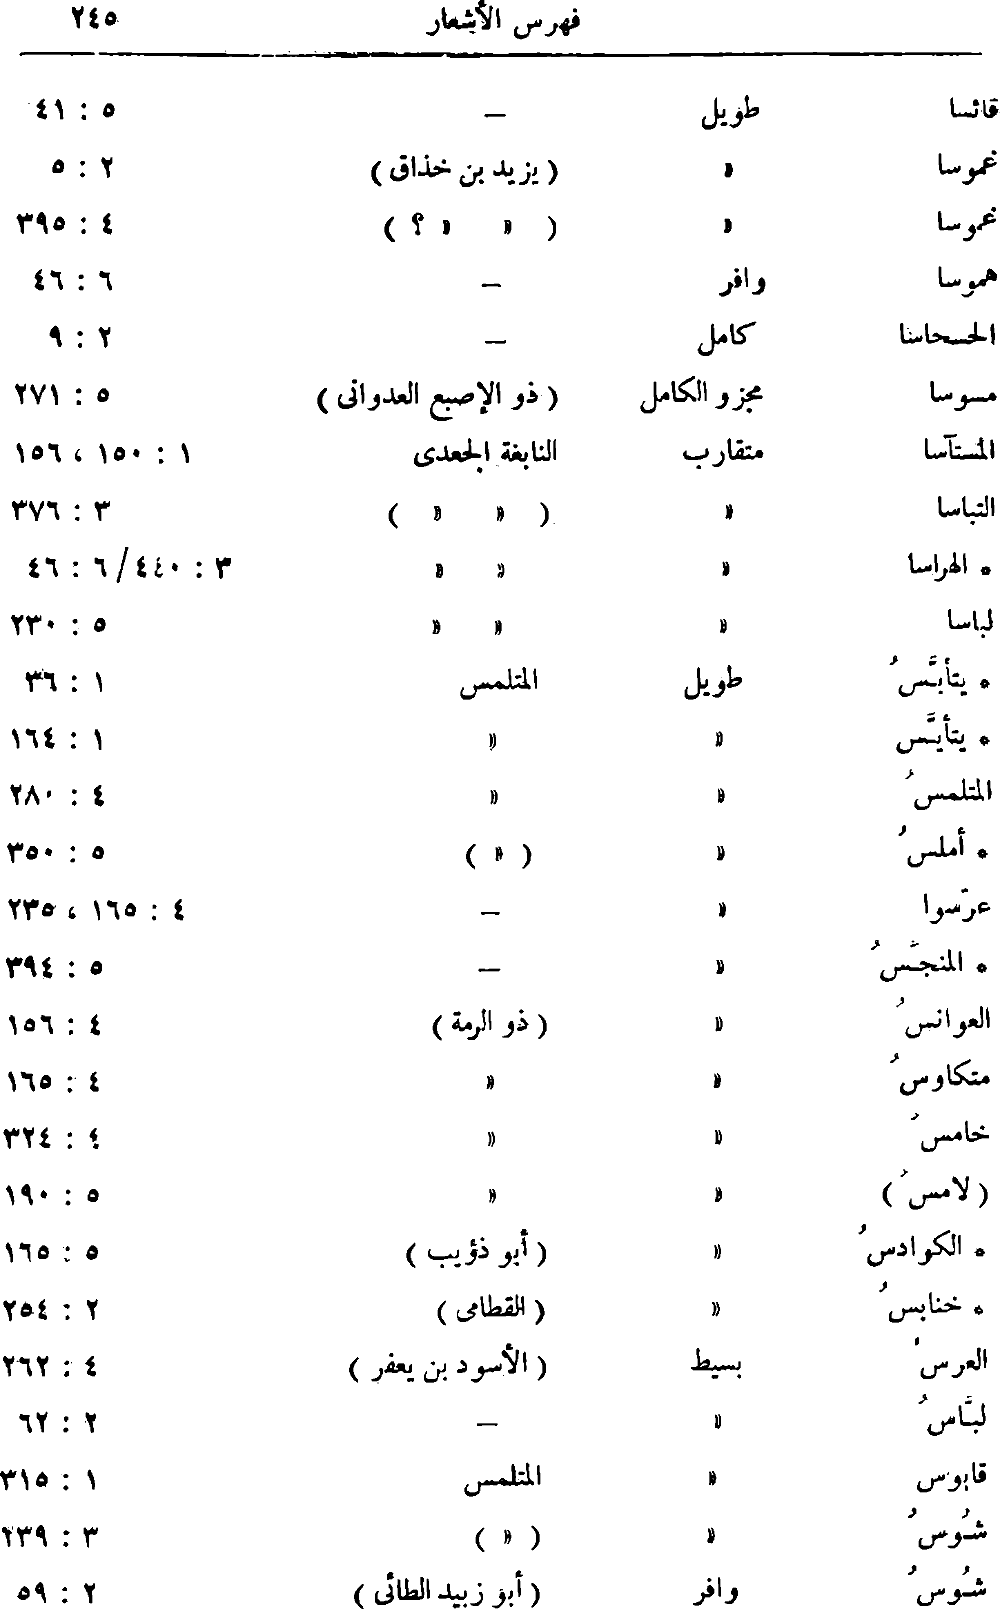 ٢٤٥ فهرس الأشعار
قائسا طويل — ٥ : ٤١
غموسا » ( يزيد بن خذاق ) ٢ : ٥
غموسا » ( » » ؟ ) ٤ : ٣٩٥
هموسا وافر — ٦ : ٤٦
الحسحاسا كامل — ٢ : ٩
مسوسا مجزو الكامل ( ذو الإصبع العدوانى ) ٥ : ٢٧١
المستآسا متقارب النابغة الجعدى ١ : ١٥٠ ، ١٥٦
التباسا » ( » » ) ٣ : ٣٧٦
* الهراسا » » » ٣ : ٤٤٠ / ٦ : ٤٦
لباسا » » » ٥ : ٢٣٠
* يتأبَّسُ طويل المتلمس ١ : ٣٦
* يتأيَّس » » ١ : ١٦٤
المتلمسُ » » ٤ : ٢٨٠
* أملسُ » ( » ) ٥ : ٣٥٠
عرّسوا » — ٤ : ١٦٥ ، ٢٣٥
* المنجَّسُ » — ٥ : ٣٩٤
العوانسُ » ( ذو الرمة ) ٤ : ١٥٦
متكاوسُ » » ٤ : ١٦٥
خامسُ » » ٤ : ٣٢٤
( لامسُ ) » » ٥ : ١٩٠
* الكوادسُ » ( أبو ذؤيب ) ٥ : ١٦٥
* خنابسُ » ( القطامى ) ٢ : ٢٥٤
العرسُ بسيط ( الأسود بن يعفر ) ٤ : ٢٦٢
لبَّاسُ » — ٢ : ٦٢
قابوس » المتلمس ١ : ٣١٥
شُوسُ » ( » ) ٣ : ٢٣٩
شُوسُ وافر ( أبو زبيد الطائى ) ٢ : ٥٩